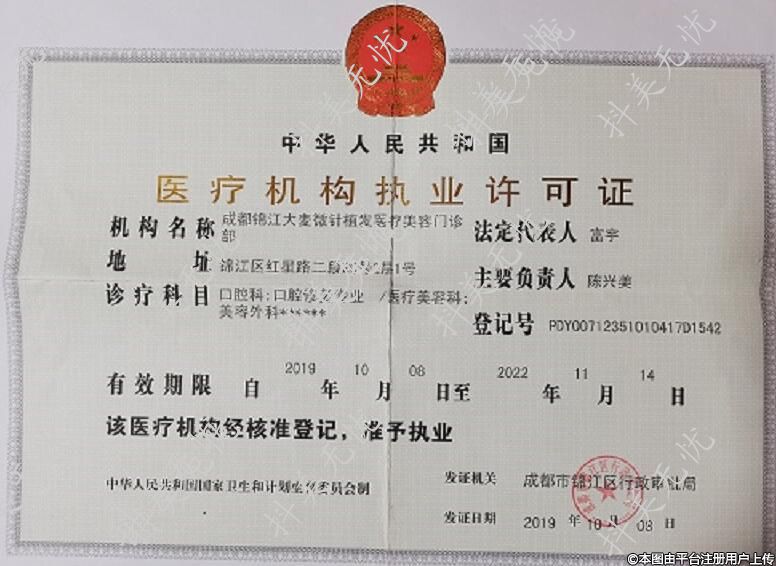 中华人民共和国
医疗机构执业许可证
机构名称 成都锦江大麦微针植发医疗美容门诊部
法定代表人 富宇
地址 锦江区红星路二段 1号
主要负责人 陈兴美
诊疗科目 口腔科;口腔 专业 /医疗美容科;
美容外科******
登记号 PDY00712351010417D1542
有效期限 自 2019 年 10 月 08 日至 2022 年 11 月 14 日
该医疗机构经核准登记，准予执业
中华人民共和国国家卫生和计划生育委员会制
发证机关 成都市锦江区行政审批局
发证日期 2019 年 10 月 08 日
抖美无忧
©本图由平台注册用户上传